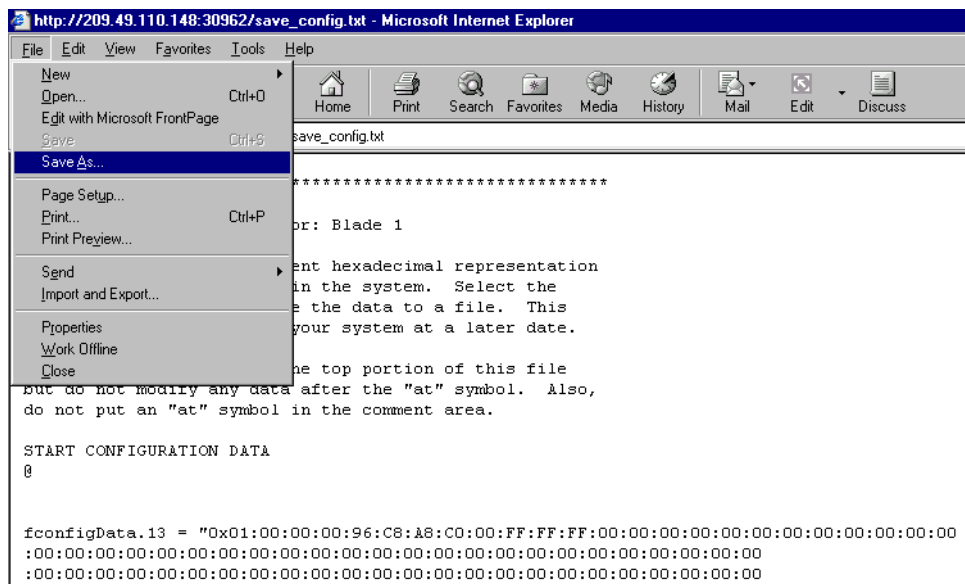 http://209.49.110.148:30962/save_config.txt - Microsoft Internet Explorer
File Edit View Favorites Tools Help
New
Open... Ctrl+O
Edit with Microsoft FrontPage
Save Ctrl+S
Save As...
Page Setup...
Print... Ctrl+P
Print Preview...
Send
Import and Export...
Properties
Work Offline
Close
Home Print Search Favorites Media History Mail Edit Discuss
save_config.txt
*******************************
or: Blade 1
ent hexadecimal representation
in the system. Select the
e the data to a file. This
your system at a later date.
he top portion of this file
but do not modify any data after the "at" symbol. Also,
do not put an "at" symbol in the comment area.
START CONFIGURATION DATA
@
fconfigData.13 = "0x01:00:00:00:96:C8:A8:C0:00:FF:FF:FF:00:00:00:00:00:00:00:00:00:00
:00:00:00:00:00:00:00:00:00:00:00:00:00:00:00:00:00:00:00:00:00:00:00:00:00
:00:00:00:00:00:00:00:00:00:00:00:00:00:00:00:00:00:00:00:00:00:00:00:00:00